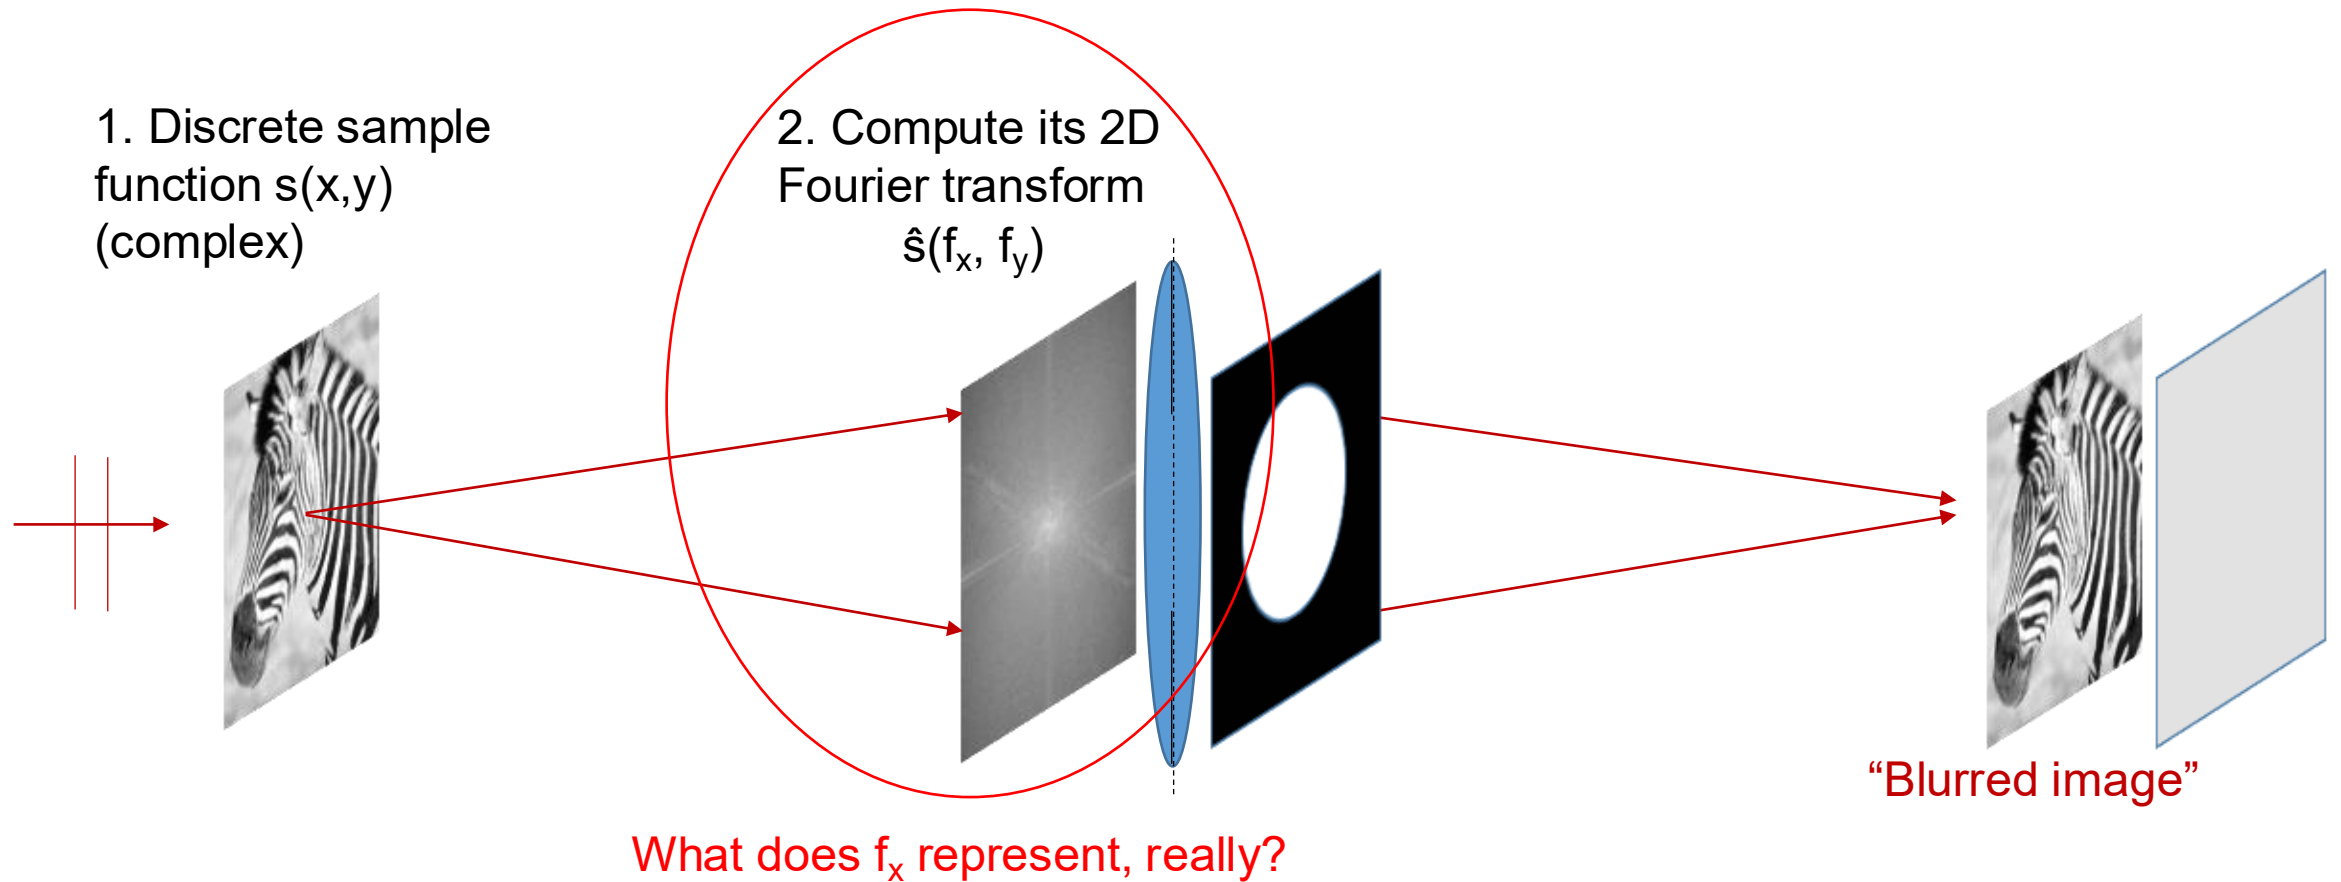 1. Discrete sample
function s(x,y)
(complex)
2. Compute its 2D
Fourier transform
ŝ(fₓ, fᵧ)
“Blurred image”
What does fₓ represent, really?